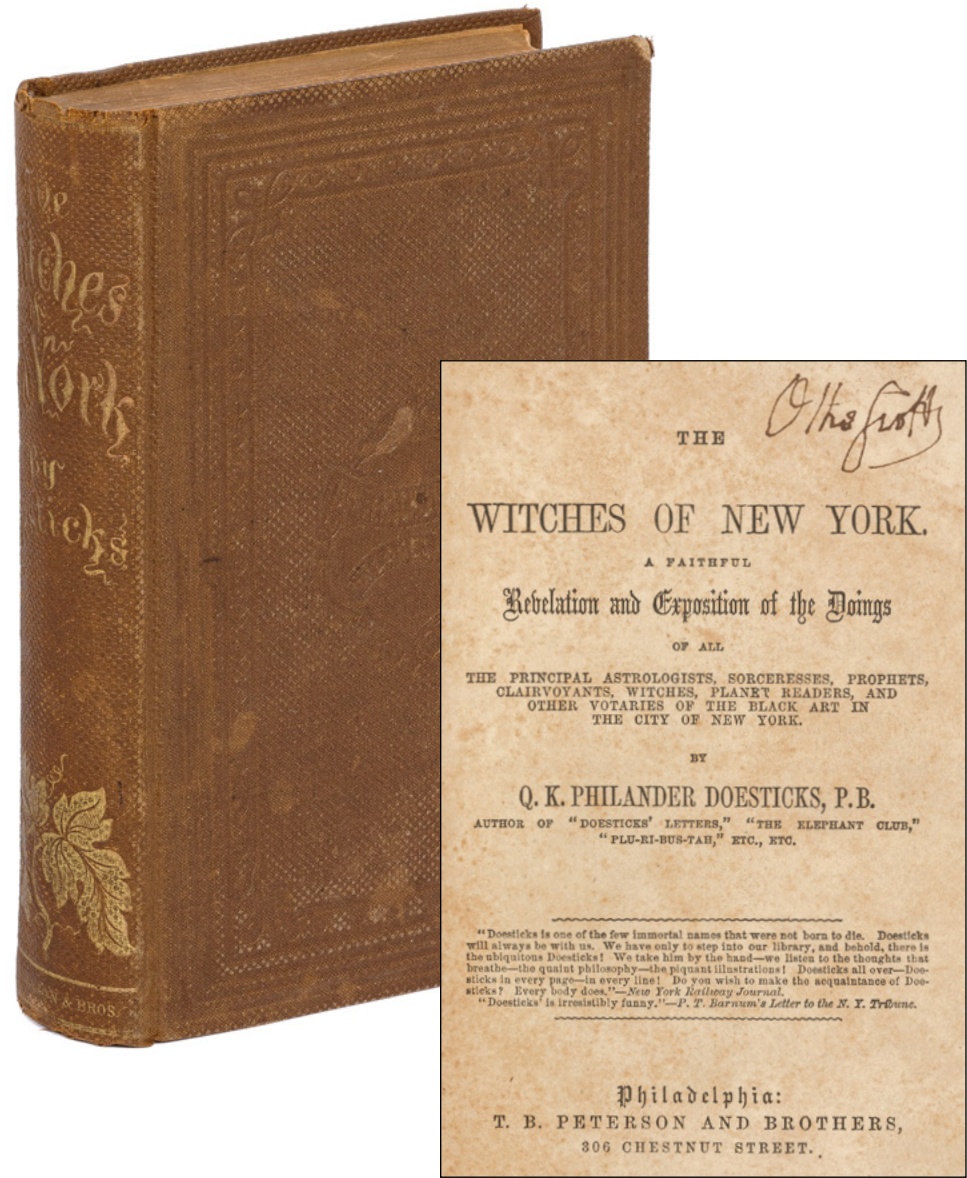 York
by
BROS.
THE
WITCHES OF NEW YORK.
A FAITHFUL
Revelation and Exposition of the Doings
OF ALL
THE PRINCIPAL ASTROLOGISTS, SORCERESSES, PROPHETS,
CLAIRVOYANTS, WITCHES, PLANET READERS, AND
OTHER VOTARIES OF THE BLACK ART IN
THE CITY OF NEW YORK.
BY
Q. K. PHILANDER DOESTICKS, P.B.
AUTHOR OF "DOESTICKS' LETTERS," "THE ELEPHANT CLUB,"
"PLU-RI-BUS-TAH," ETC., ETC.
"Doesticks is one of the few immortal names that were not born to die. Doesticks
will always be with us. We have only to step into our library, and behold, there is
the ubiquitous Doesticks! We take him by the hand—we listen to the thoughts that
breathe—the quaint philosophy—the piquant illustrations! Doesticks all over—Doe-
sticks in every page—in every line! Do you wish to make the acquaintance of Doe-
sticks? Every body does."—New York Railway Journal.
"Doesticks' is irresistibly funny."—P. T. Barnum's Letter to the N. Y. Tribune.
Philadelphia:
T. B. PETERSON AND BROTHERS,
306 CHESTNUT STREET.